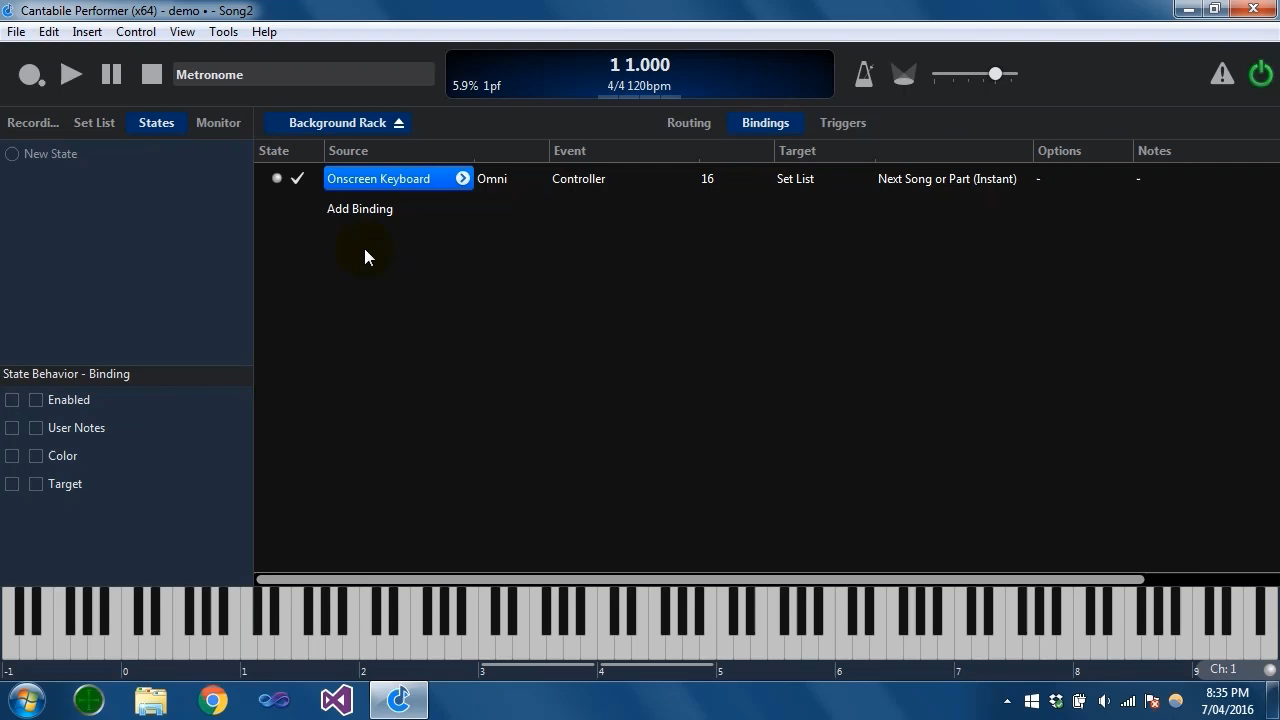 Cantabile Performer (x64) - demo • - Song2
File Edit Insert Control View Tools Help
Metronome
1 1.000
5.9% 1pf
4/4 120bpm
Recordi... Set List States Monitor
Background Rack
Routing Bindings Triggers
State Source Event Target Options Notes
New State
Onscreen Keyboard Omni Controller 16 Set List Next Song or Part (Instant) - -
Add Binding
State Behavior - Binding
Enabled
User Notes
Color
Target
-1 0 1 2 3 4 5 6 7 8 9
Ch: 1
8:35 PM
7/04/2016